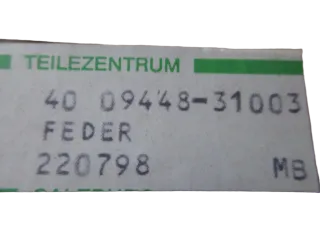 TEILEZENTRUM
40 09448-31003
FEDER
220798 MB